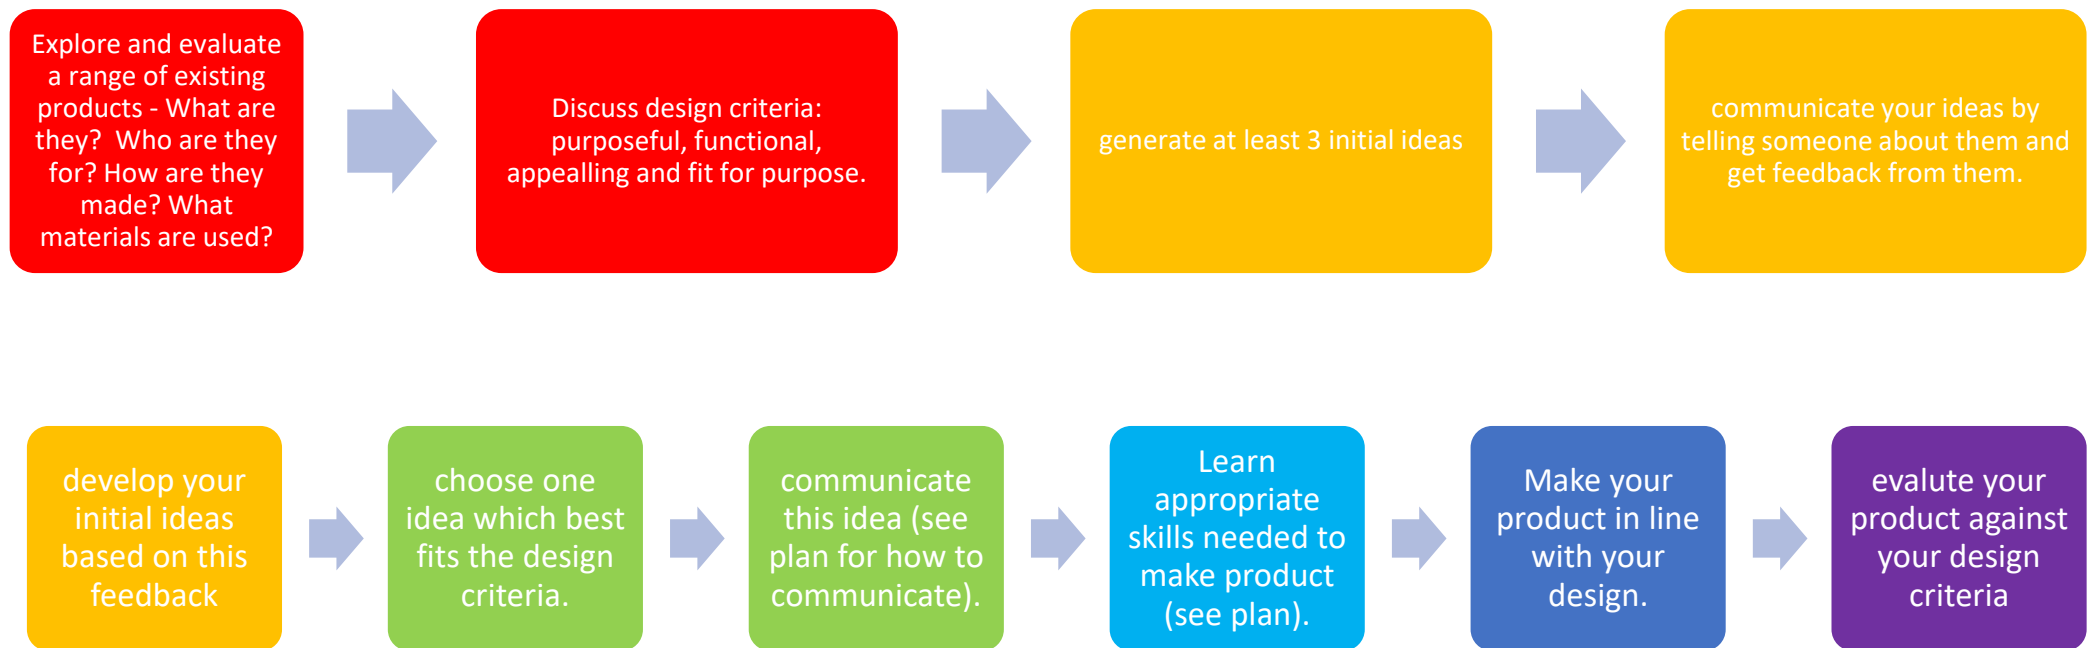 Explore and evaluate
a range of existing
products - What are
they?  Who are they
for? How are they
made? What
materials are used?
Discuss design criteria:
purposeful, functional,
appealling and fit for purpose.
generate at least 3 initial ideas
communicate your ideas by
telling someone about them and
get feedback from them.
develop your
initial ideas
based on this
feedback
choose one
idea which best
fits the design
criteria.
communicate
this idea (see
plan for how to
communicate).
Learn
appropriate
skills needed to
make product
(see plan).
Make your
product in line
with your
design.
evalute your
product against
your design
criteria